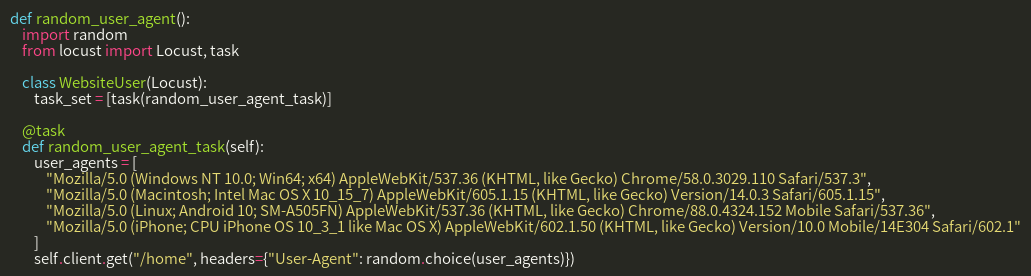 def random_user_agent():
import random
from locust import Locust, task
class WebsiteUser(Locust):
task_set = [task(random_user_agent_task)]
@task
def random_user_agent_task(self):
user_agents = [
"Mozilla/5.0 (Windows NT 10.0; Win64; x64) AppleWebKit/537.36 (KHTML, like Gecko) Chrome/58.0.3029.110 Safari/537.3",
"Mozilla/5.0 (Macintosh; Intel Mac OS X 10_15_7) AppleWebKit/605.1.15 (KHTML, like Gecko) Version/14.0.3 Safari/605.1.15",
"Mozilla/5.0 (Linux; Android 10; SM-A505FN) AppleWebKit/537.36 (KHTML, like Gecko) Chrome/88.0.4324.152 Mobile Safari/537.36",
"Mozilla/5.0 (iPhone; CPU iPhone OS 10_3_1 like Mac OS X) AppleWebKit/602.1.50 (KHTML, like Gecko) Version/10.0 Mobile/14E304 Safari/602.1"
]
self.client.get("/home", headers={"User-Agent": random.choice(user_agents)})